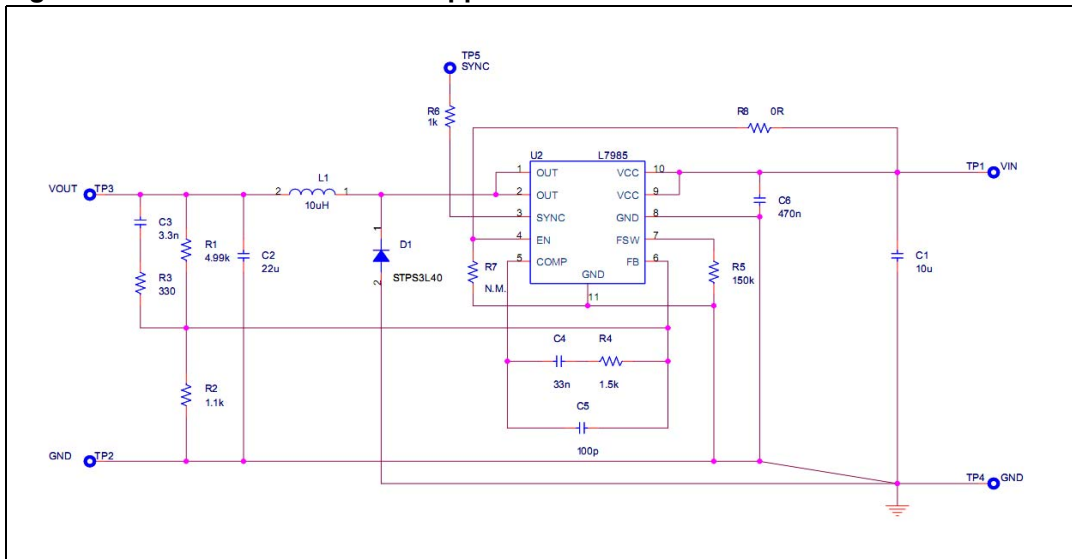 TP5
SYNC
R6
1k
R8 0R
U2 L7985
1 OUT VCC 10
2 OUT VCC 9
3 SYNC GND 8
4 EN FSW 7
5 COMP FB 6
GND
11
VOUT TP3
2 L1 1
10uH
TP1 VIN
C6
470n
C3
3.3n
R1
4.99k
C2
22u
R3
330
1
D1
2
STPS3L40
R7
N.M.
R5
150k
C1
10u
C4 R4
33n 1.5k
R2
1.1k
C5
100p
GND TP2
TP4 GND